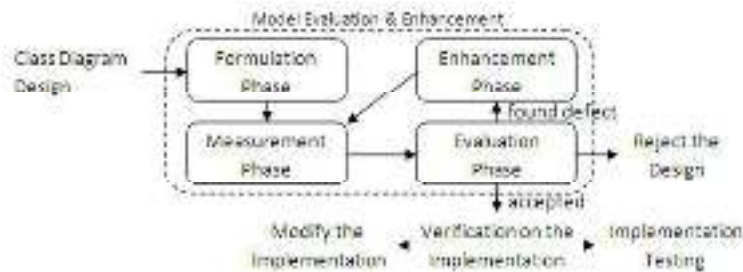 Model Evaluation & Enhancement
Class Diagram
Design
Formulation
Phase
Enhancement
Phase
found defect
Measurement
Phase
Evaluation
Phase
Reject the
Design
accepted
Modify the
Implementation
Verification on the
Implementation
Implementation
Testing